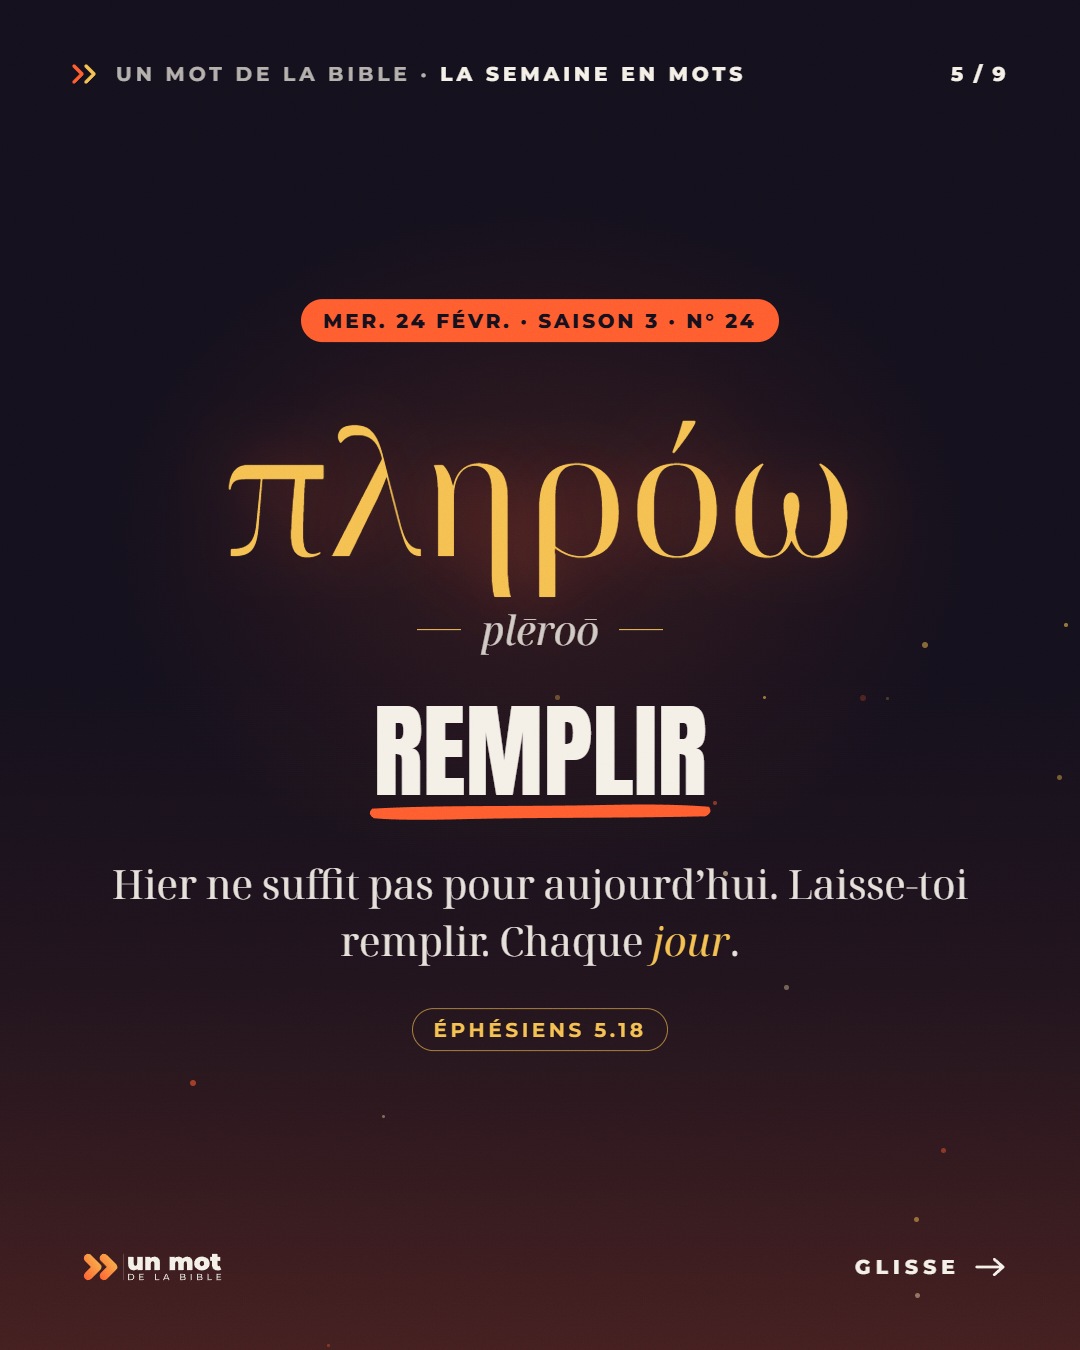 UN MOT DE LA BIBLE · LA SEMAINE EN MOTS
5 / 9
MER. 24 FÉVR. · SAISON 3 · N° 24
πληρόω
plēroō
REMPLIR
Hier ne suffit pas pour aujourd’hui. Laisse-toi
remplir. Chaque jour.
ÉPHÉSIENS 5.18
un mot
DE LA BIBLE
GLISSE →